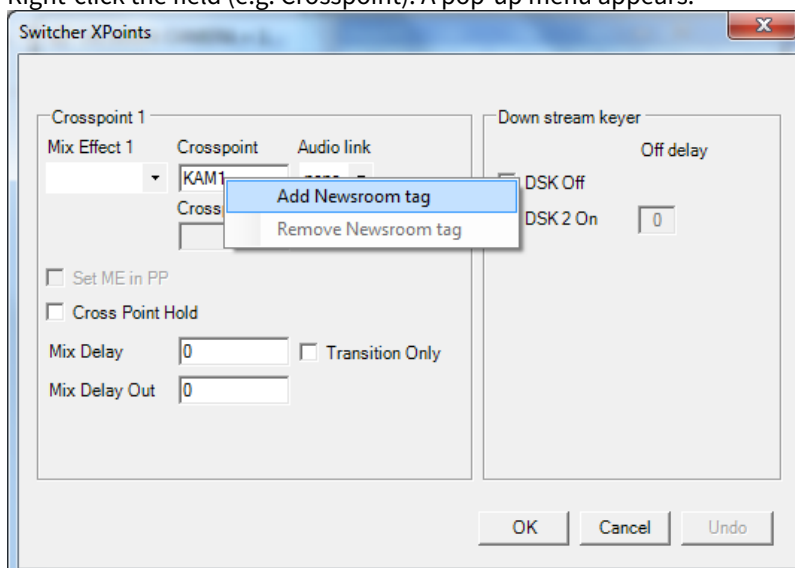 Right-click the field (e.g. Crosspoint). A pop-up menu appears.
Switcher XPoints
Crosspoint 1
Mix Effect 1 Crosspoint Audio link
KAM1
Cross
Add Newsroom tag
Remove Newsroom tag
Set ME in PP
Cross Point Hold
Mix Delay 0 Transition Only
Mix Delay Out 0
Down stream keyer
Off delay
DSK Off
DSK 2 On 0
OK Cancel Undo